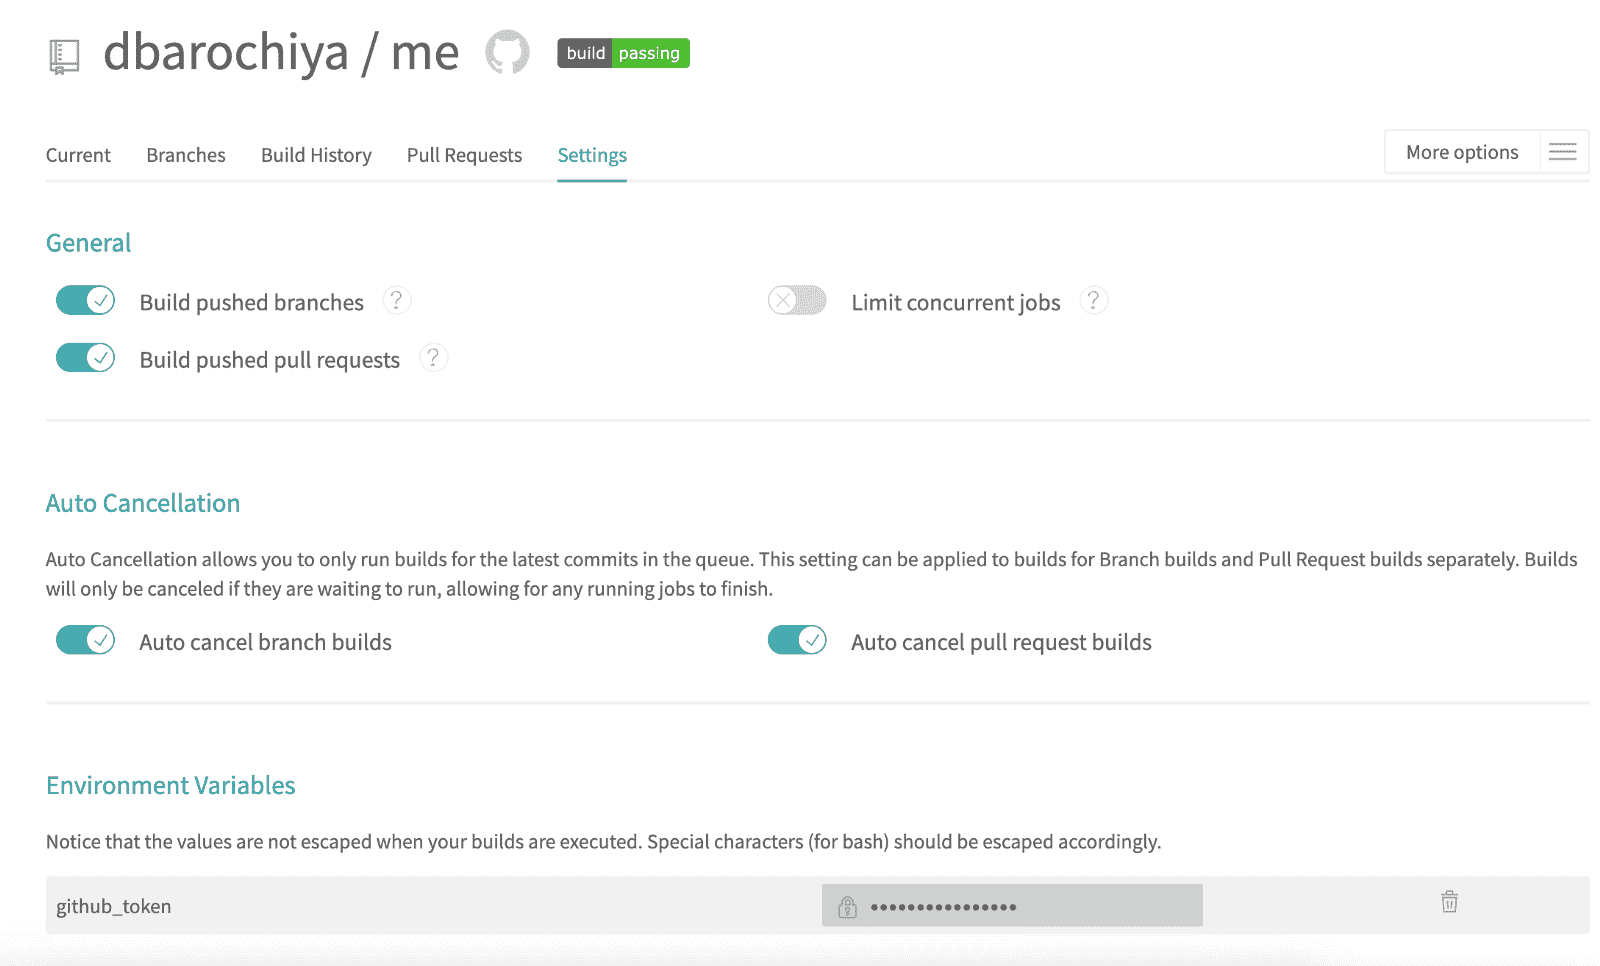 dbarochiya / me
build passing
Current Branches Build History Pull Requests Settings More options
General
Build pushed branches ? Limit concurrent jobs ?
Build pushed pull requests ?
Auto Cancellation
Auto Cancellation allows you to only run builds for the latest commits in the queue. This setting can be applied to builds for Branch builds and Pull Request builds separately. Builds
will only be canceled if they are waiting to run, allowing for any running jobs to finish.
Auto cancel branch builds Auto cancel pull request builds
Environment Variables
Notice that the values are not escaped when your builds are executed. Special characters (for bash) should be escaped accordingly.
github_token ••••••••••••••••